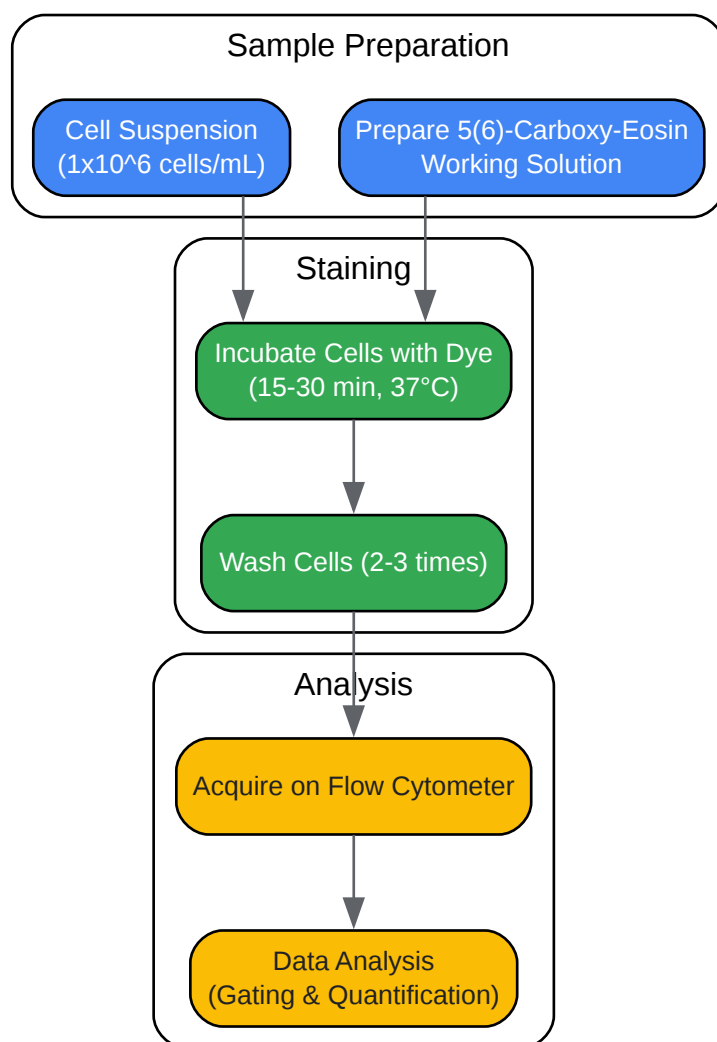 Sample Preparation
Cell Suspension
(1x10^6 cells/mL)
Prepare 5(6)-Carboxy-Eosin
Working Solution
Staining
Incubate Cells with Dye
(15-30 min, 37°C)
Wash Cells (2-3 times)
Analysis
Acquire on Flow Cytometer
Data Analysis
(Gating & Quantification)